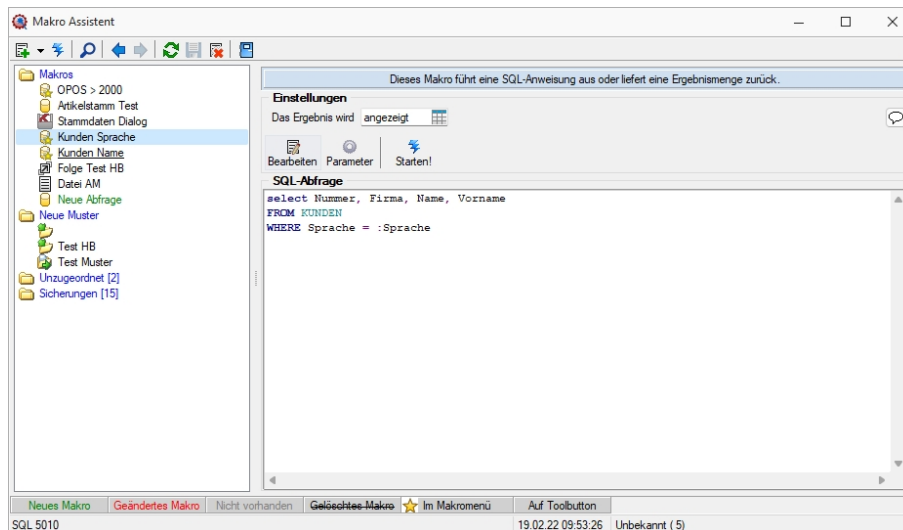 Makro Assistent
Makros
OPOS > 2000
Artikelstamm Test
Stammdaten Dialog
Kunden Sprache
Kunden Name
Folge Test HB
Datei AM
Neue Abfrage
Neue Muster
Test HB
Test Muster
Unzugeordnet [2]
Sicherungen [15]
Dieses Makro führt eine SQL-Anweisung aus oder liefert eine Ergebnismenge zurück.
Einstellungen
Das Ergebnis wird angezeigt
Bearbeiten Parameter Starten!
SQL-Abfrage
select Nummer, Firma, Name, Vorname
FROM KUNDEN
WHERE Sprache = :Sprache
Neues Makro Geändertes Makro Nicht vorhanden Gelöschtes Makro Im Makromenü Auf Toolbutton
SQL 5010 19.02.22 09:53:26 Unbekannt ( 5)